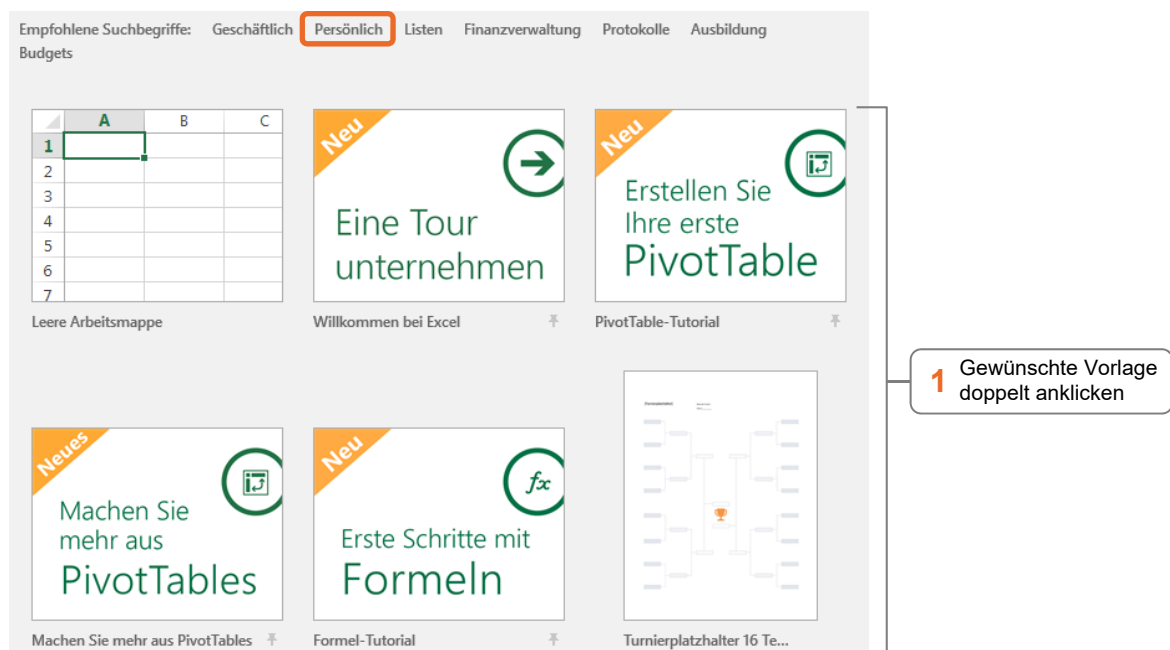 Empfohlene Suchbegriffe: Geschäftlich Persönlich Listen Finanzverwaltung Protokolle Ausbildung
Budgets
A B C
1
2
3
4
5
6
7
Leere Arbeitsmappe
Neu
Eine Tour
unternehmen
Willkommen bei Excel
Neu
Erstellen Sie
Ihre erste
PivotTable
PivotTable-Tutorial
1 Gewünschte Vorlage
doppelt anklicken
Neues
Machen Sie
mehr aus
PivotTables
Machen Sie mehr aus PivotTables
Neu
fx
Erste Schritte mit
Formeln
Formel-Tutorial
Turnierplatzhalter 16 Te...